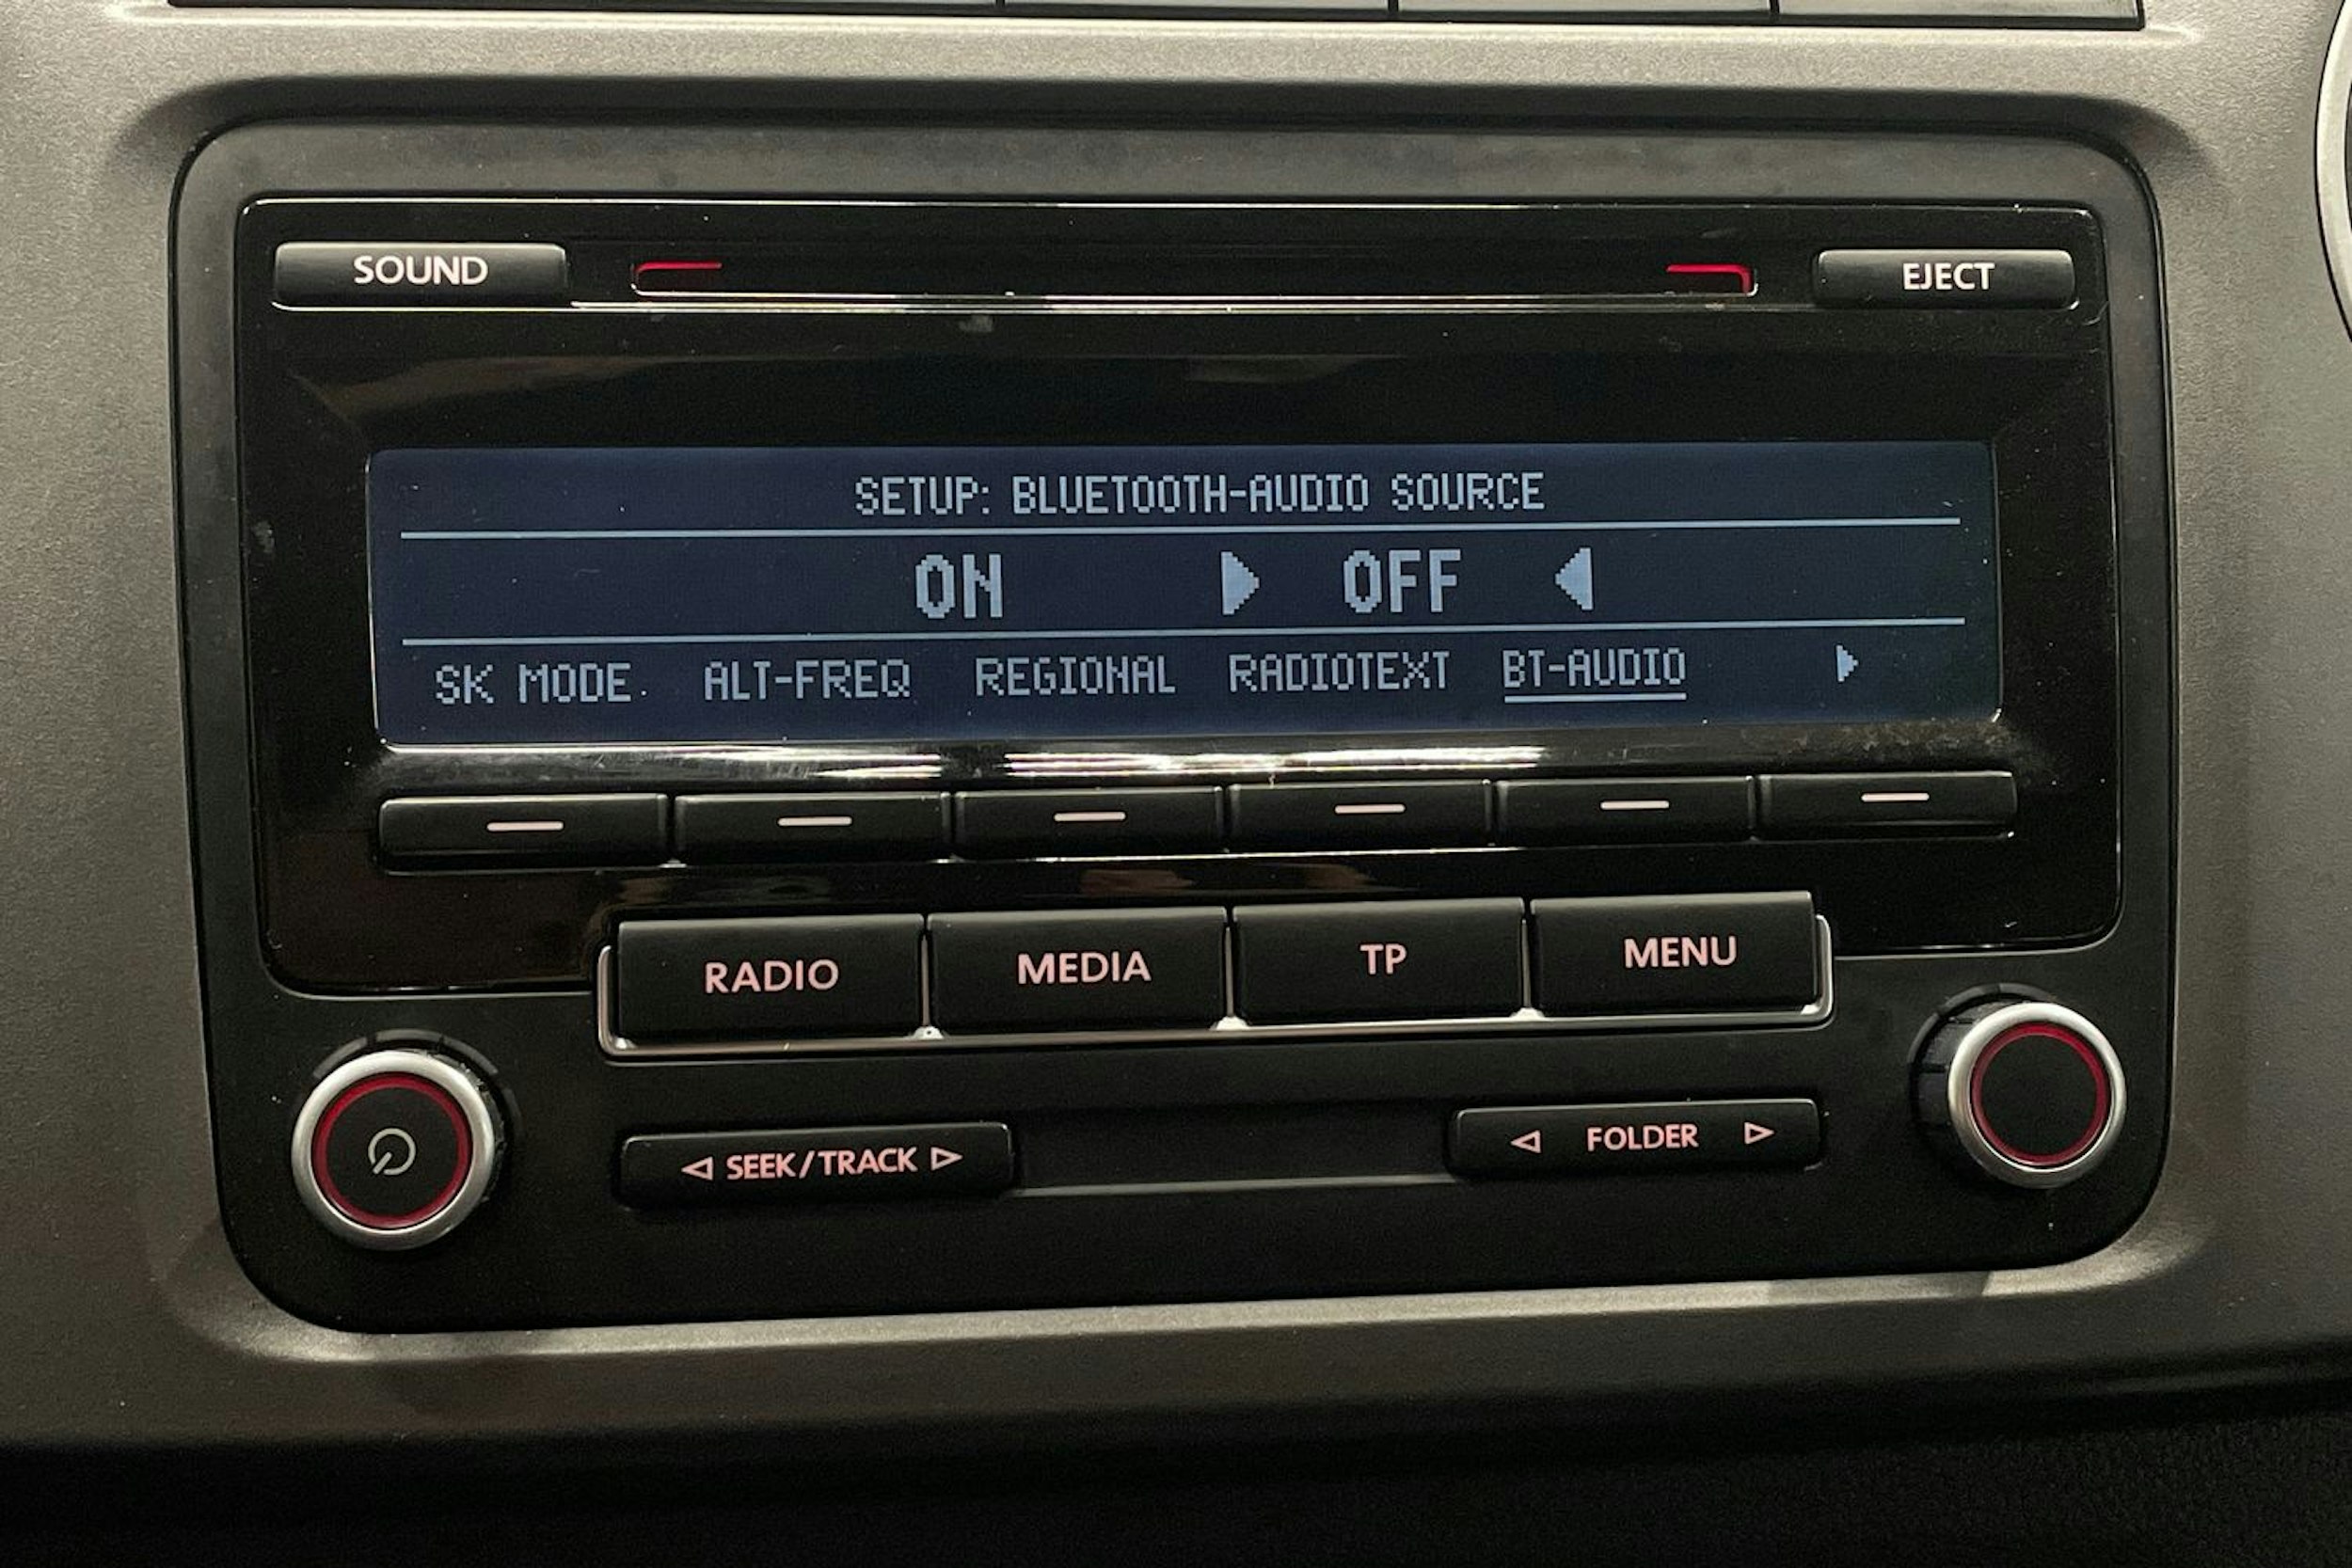 SOUND EJECT
SETUP: BLUETOOTH-AUDIO SOURCE
ON OFF
SK MODE ALT-FREQ REGIONAL RADIOTEXT BT-AUDIO
RADIO MEDIA TP MENU
SEEK/TRACK FOLDER